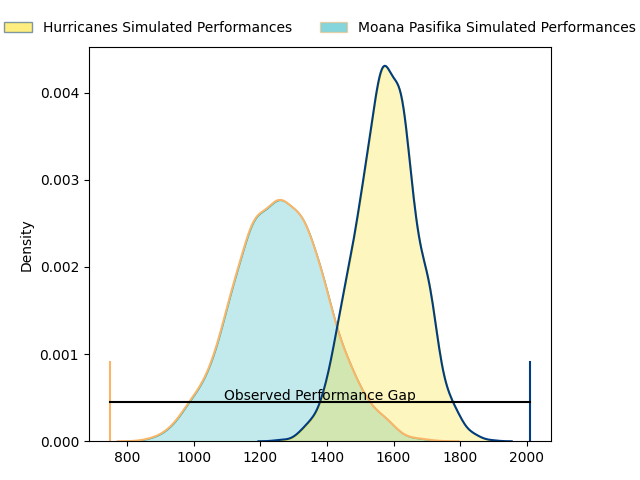 Hurricanes Simulated Performances
Moana Pasifika Simulated Performances
0.004
0.003
0.002
0.001
0.000
Density
Observed Performance Gap
800 1000 1200 1400 1600 1800 2000